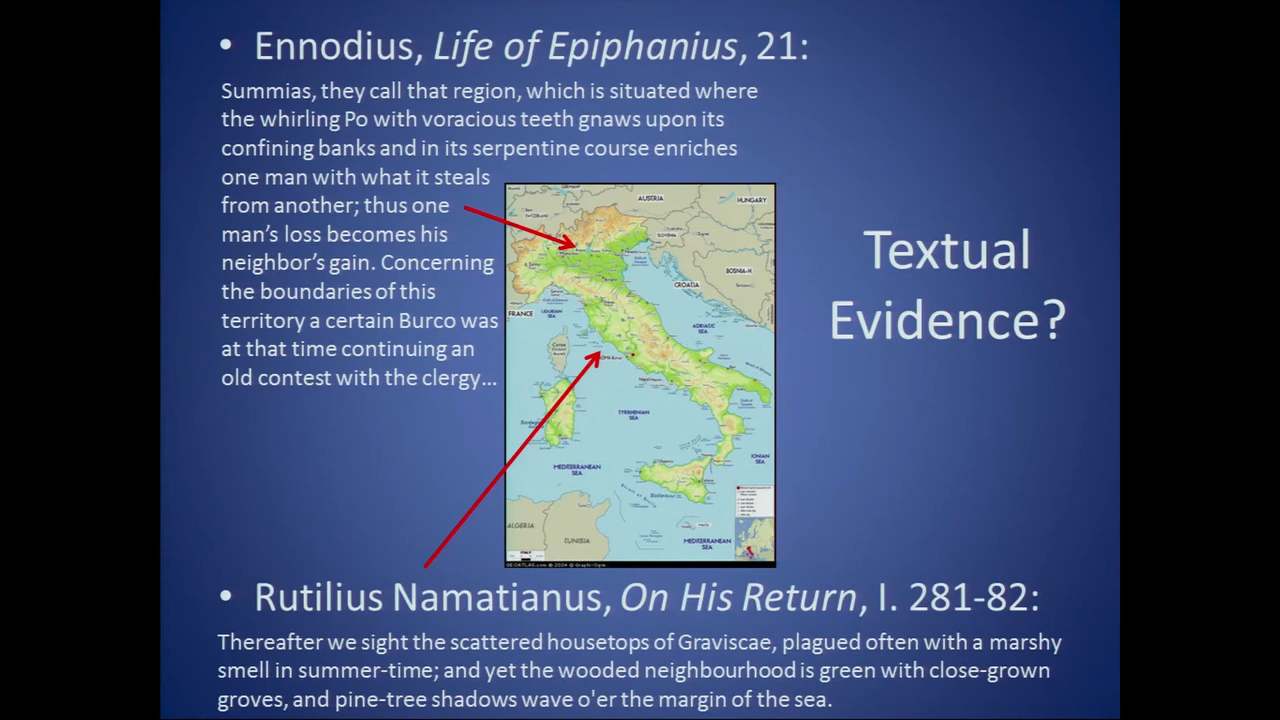 • Ennodius, Life of Epiphanius, 21:
Summias, they call that region, which is situated where
the whirling Po with voracious teeth gnaws upon its
confining banks and in its serpentine course enriches
one man with what it steals
from another; thus one
man’s loss becomes his
neighbor’s gain. Concerning
the boundaries of this
territory a certain Burco was
at that time continuing an
old contest with the clergy…
Textual
Evidence?
AUSTRIA
HUNGARY
BOSNIA-H
CROATIA
FRANCE
LIGURIAN
SEA
ADRIATIC
SEA
TYRRHENIAN
SEA
IONIAN
SEA
MEDITERRANEAN
SEA
ALGERIA
TUNISIA
MEDITERRANEAN
SEA
• Rutilius Namatianus, On His Return, I. 281-82:
Thereafter we sight the scattered housetops of Graviscae, plagued often with a marshy
smell in summer-time; and yet the wooded neighbourhood is green with close-grown
groves, and pine-tree shadows wave o'er the margin of the sea.